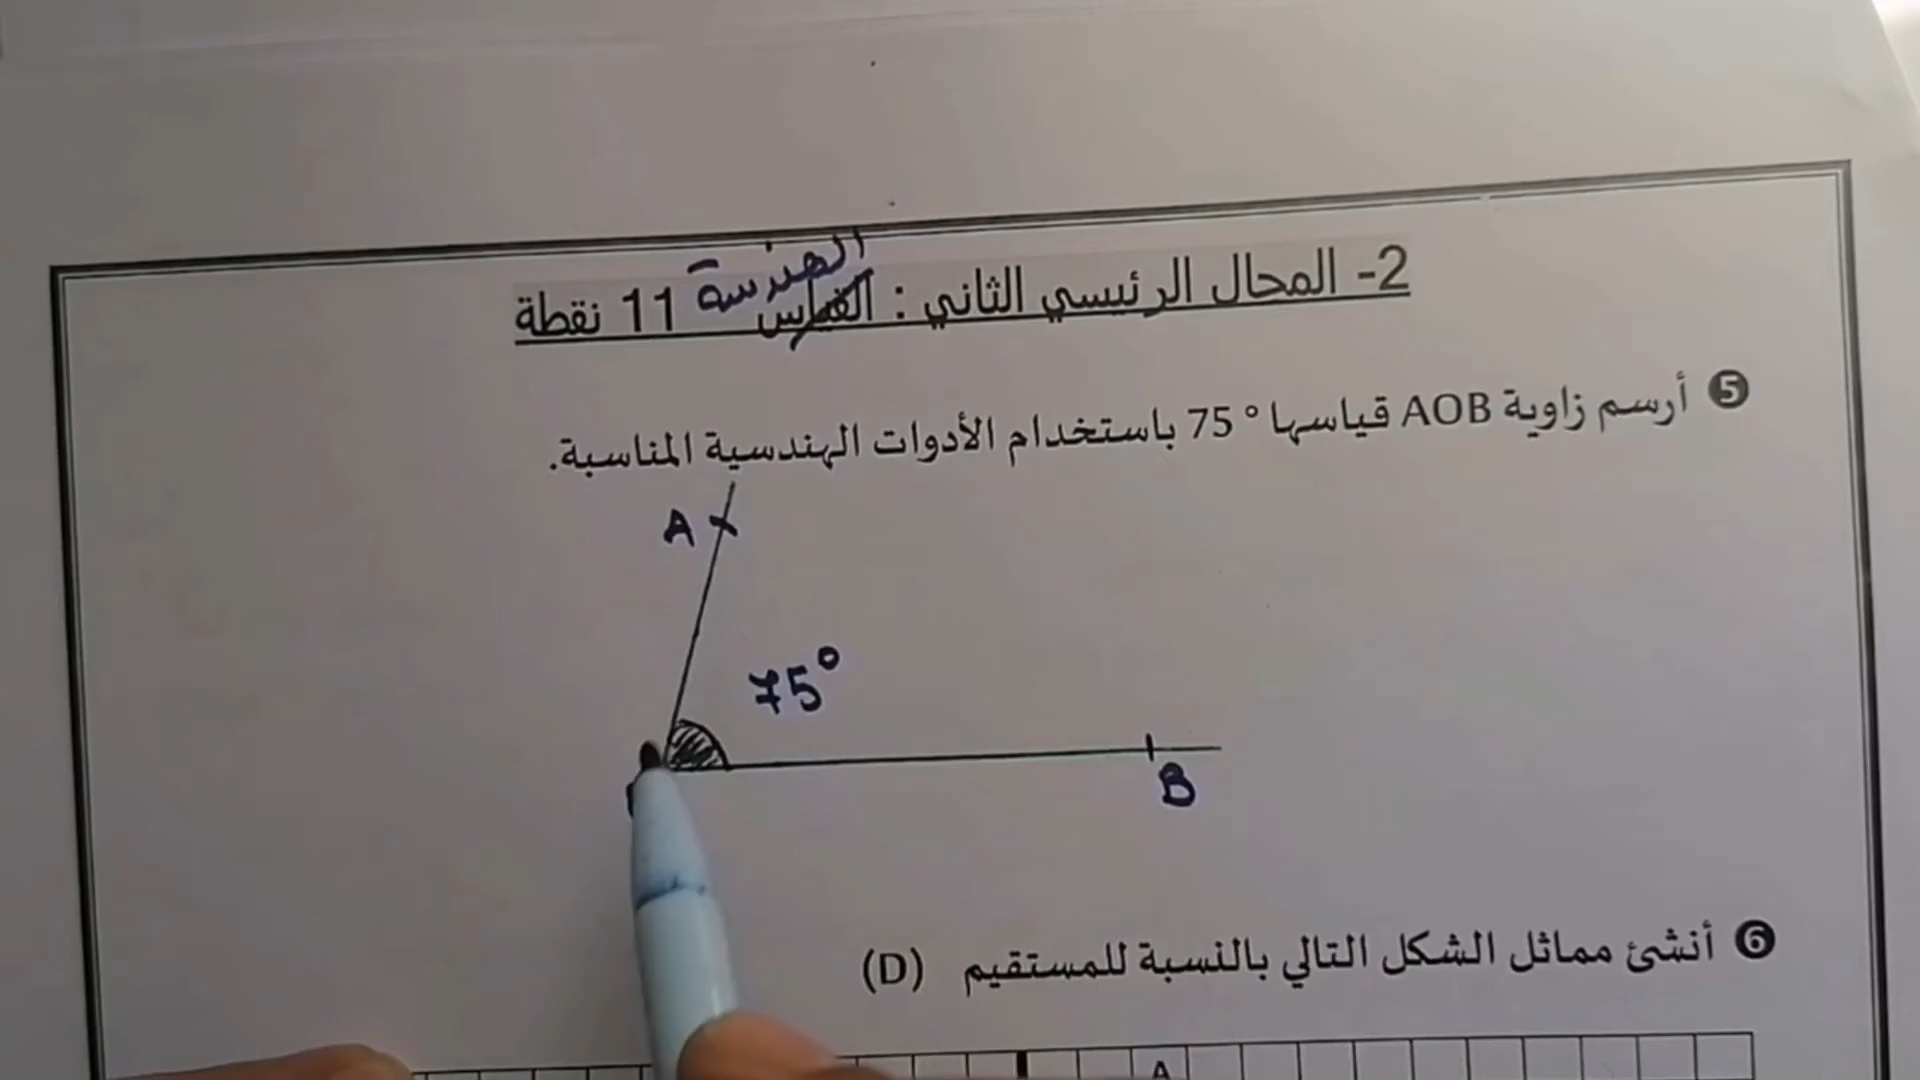 2- المحال الرئيسي الثاني : القياس الهندسة 11 نقطة
❺ أرسم زاوية AOB قياسها 75° باستخدام الأدوات الهندسية المناسبة.
A
75°
B
❻ أنشئ مماثل الشكل التالي بالنسبة للمستقيم (D)
A